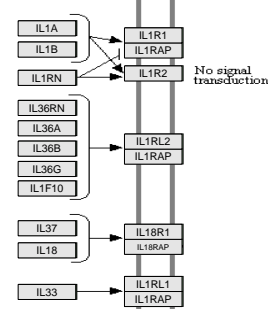 IL1A
IL1B
IL1RN
IL1R1
IL1RAP
IL1R2
No signal
transduction
IL36RN
IL36A
IL36B
IL36G
IL1F10
IL1RL2
IL1RAP
IL37
IL18
IL18R1
IL18RAP
IL33
IL1RL1
IL1RAP